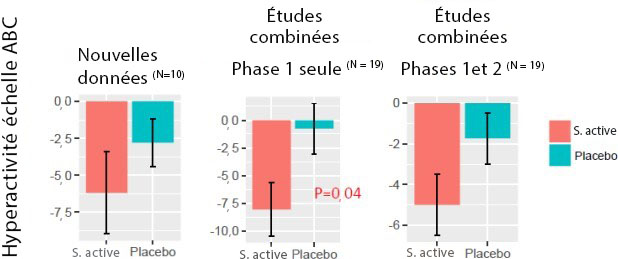 Hyperactivité échelle ABC
Nouvelles
données (N=10)
0 0
-2,5
-5 0
-7,5
S. active Placebo
Études
combinées
Phase 1 seule (N = 19)
0,0
-2,5
-5,0
-7,5
-10,0
P=0,04
S. active Placebo
Études
combinées
Phases 1et 2 (N = 19)
0
-2
-4
-6
S. active Placebo
S. active
Placebo